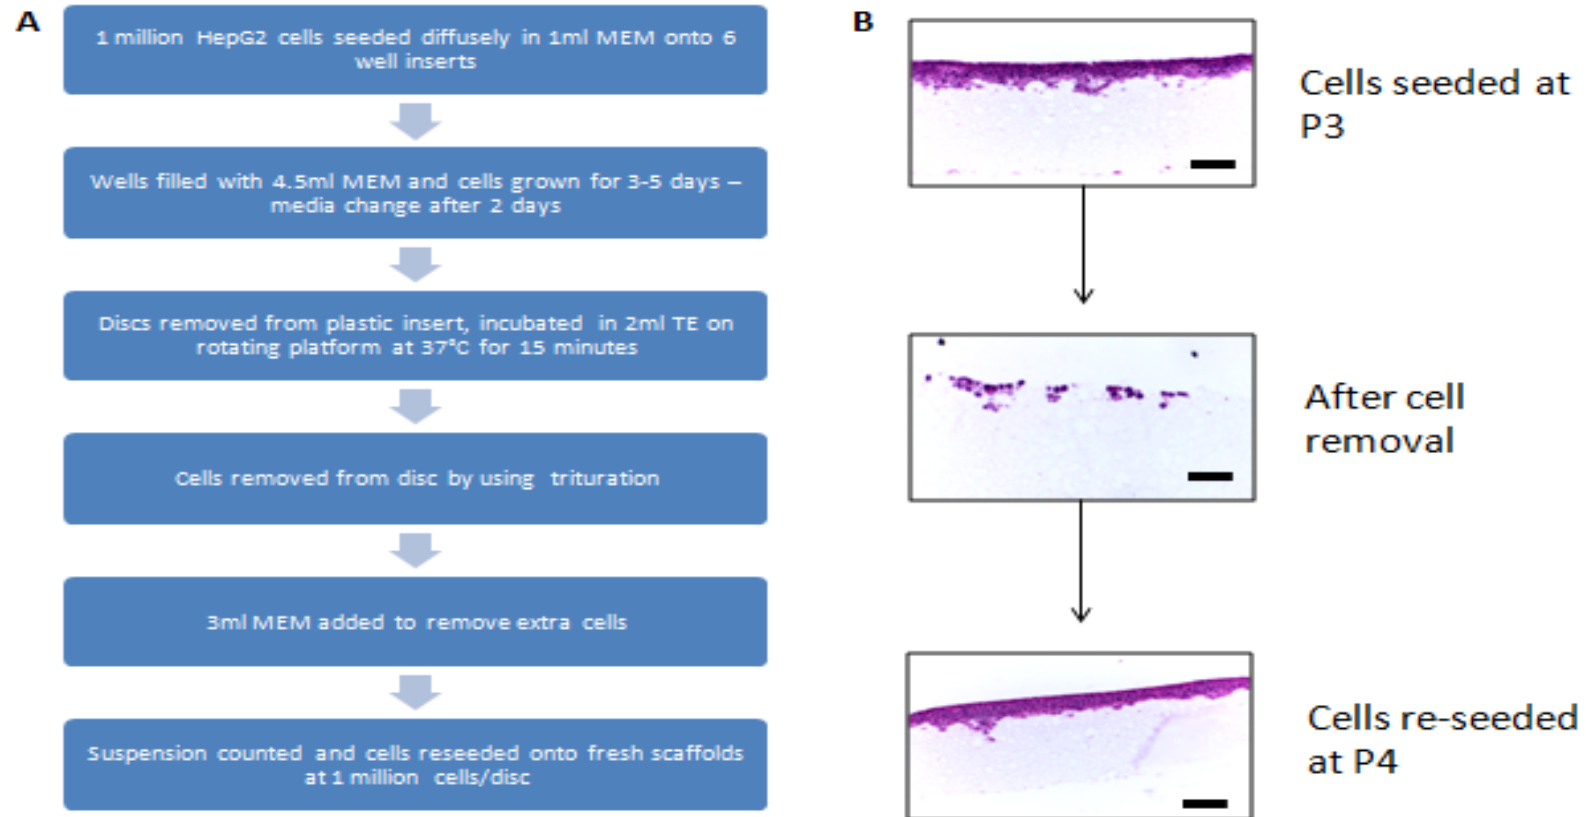 A
1 million HepG2 cells seeded diffusely in 1ml MEM onto 6
well inserts
Wells filled with 4.5ml MEM and cells grown for 3-5 days –
media change after 2 days
Discs removed from plastic insert, incubated in 2ml TE on
rotating platform at 37°C for 15 minutes
Cells removed from disc by using trituration
3ml MEM added to remove extra cells
Suspension counted and cells reseeded onto fresh scaffolds
at 1 million cells/disc
B
Cells seeded at
P3
After cell
removal
Cells re-seeded
at P4